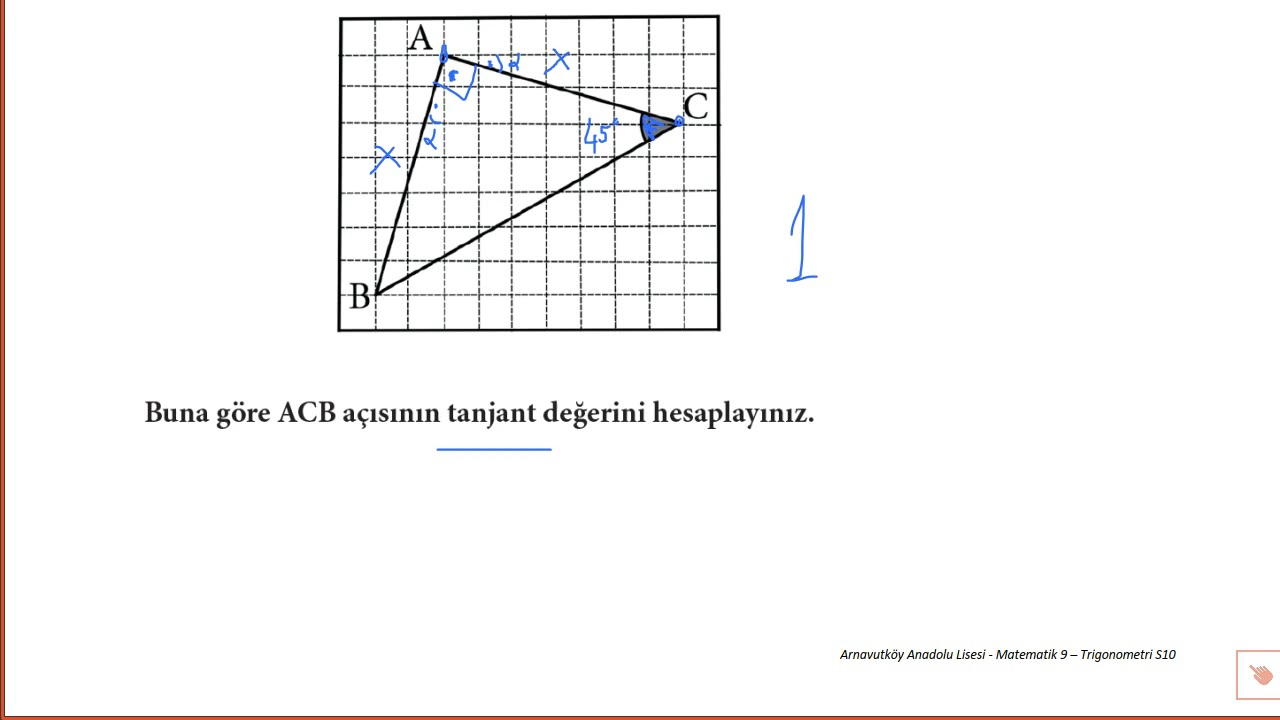 A
α x
C
45°
α
x
1
B
Buna göre ACB açısının tanjant değerini hesaplayınız.
Arnavutköy Anadolu Lisesi - Matematik 9 – Trigonometri S10